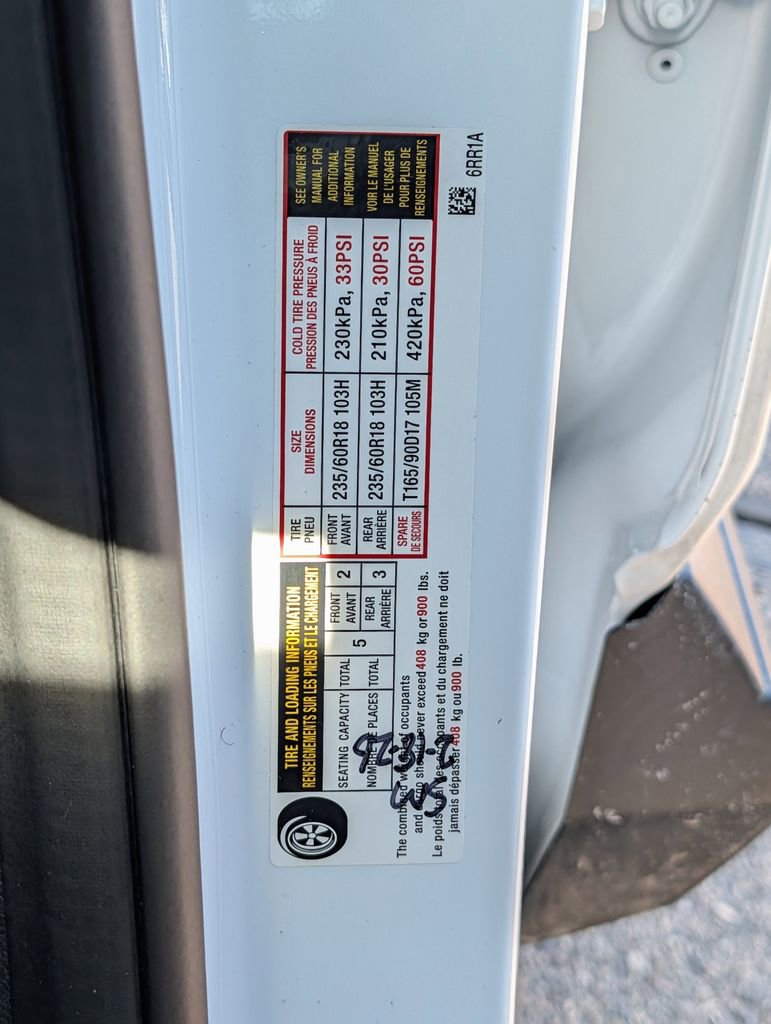 TIRE AND LOADING INFORMATION
RENSEIGNEMENTS SUR LES PNEUS ET LE CHARGEMENT
SEATING CAPACITY TOTAL 5 FRONT 2
AVANT
NOMBRE DE PLACES TOTAL REAR 3
ARRIÈRE
The combined weight of occupants
and cargo should never exceed 408 kg or 900 lbs.
Le poids total des occupants et du chargement ne doit
jamais dépasser 408 kg ou 900 lb.
TIRE SIZE COLD TIRE PRESSURE
PNEU DIMENSIONS PRESSION DES PNEUS À FROID
FRONT 235/60R18 103H 230kPa, 33PSI
AVANT
REAR 235/60R18 103H 210kPa, 30PSI
ARRIÈRE
SPARE T165/90D17 105M 420kPa, 60PSI
DE SECOURS
SEE OWNER'S
MANUAL FOR
ADDITIONAL
INFORMATION
VOIR LE MANUEL
DE L'USAGER
POUR PLUS DE
RENSEIGNEMENTS
6RR1A